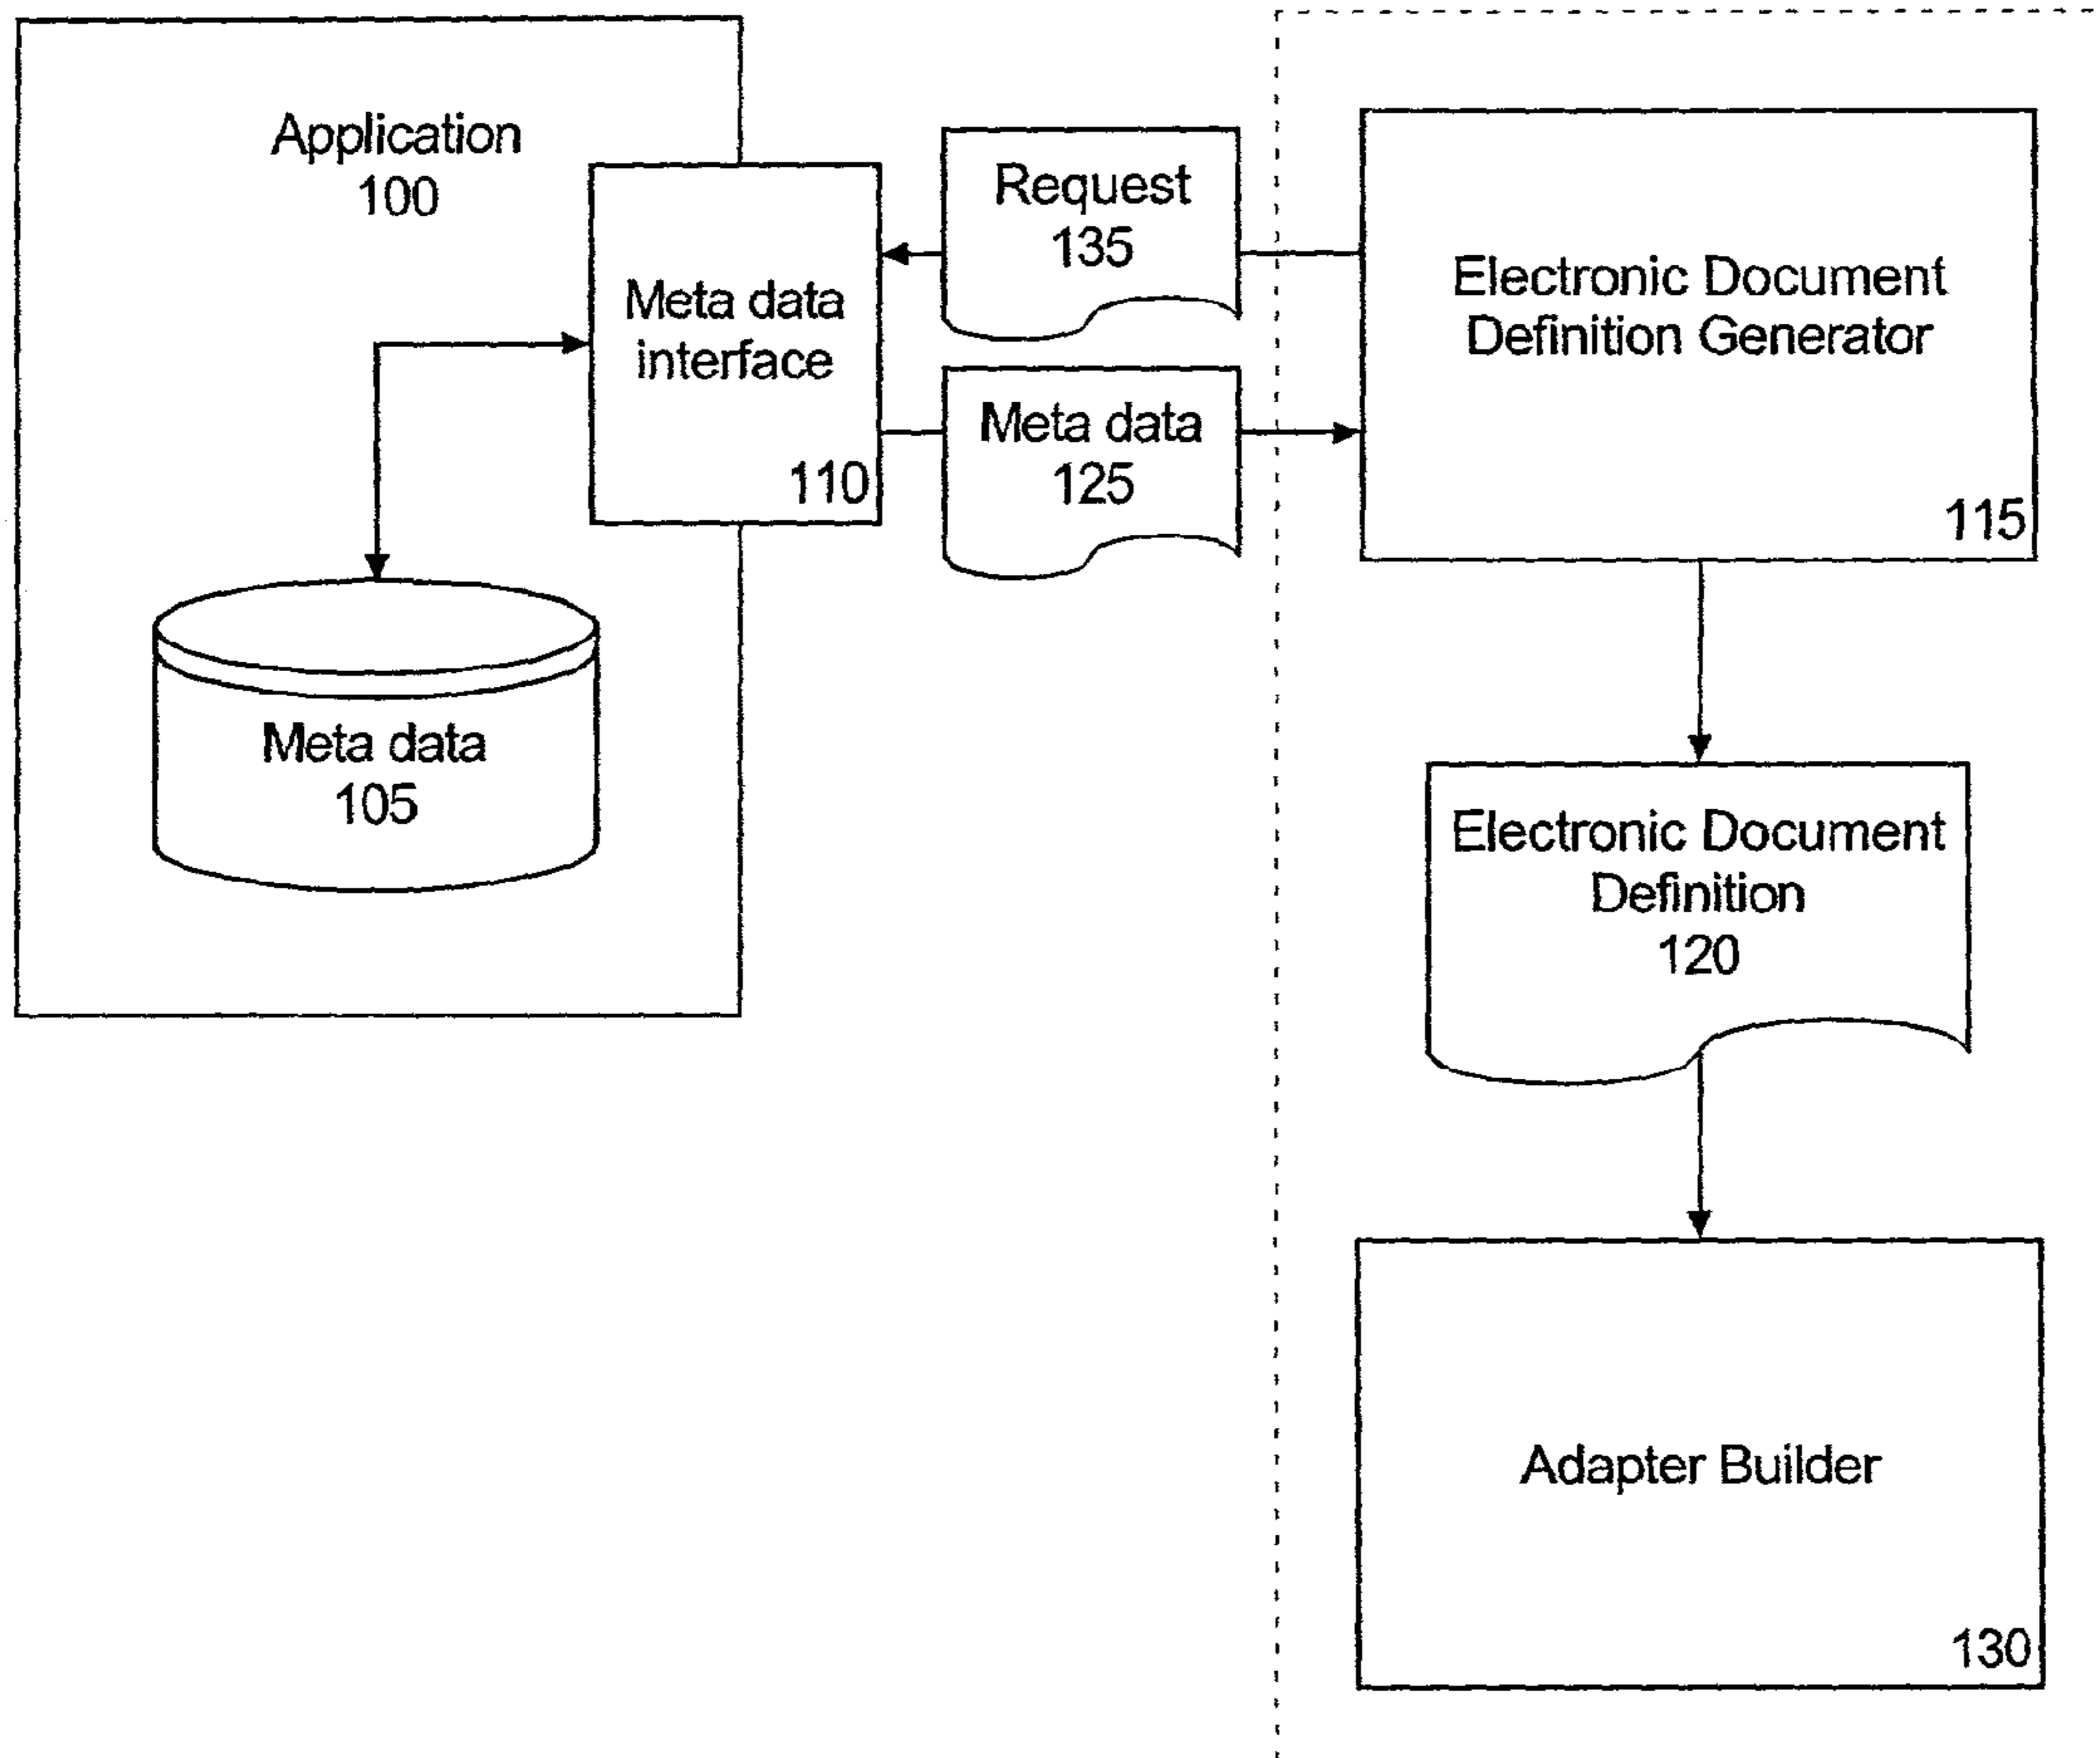 Application
100
Meta data
interface
110
Request
135
Meta data
125
Electronic Document
Definition Generator
115
Meta data
105
Electronic Document
Definition
120
Adapter Builder
130